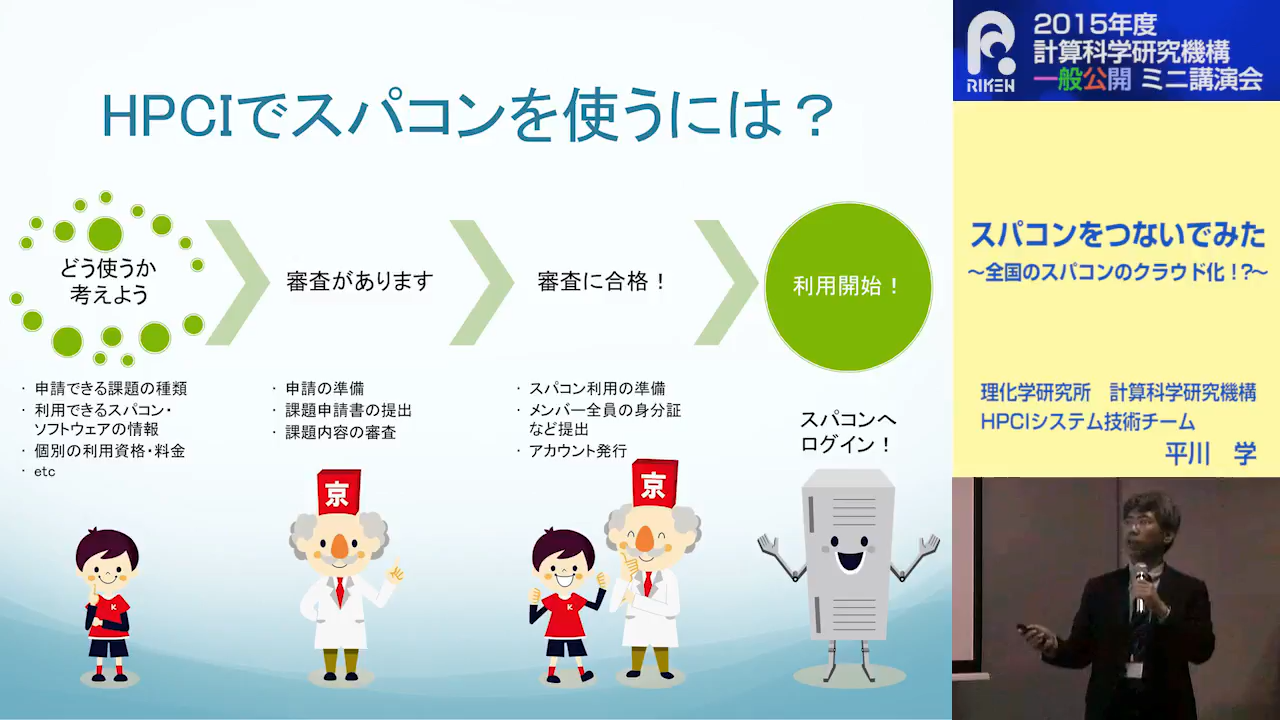 HPCIでスパコンを使うには？
どう使うか
考えよう
審査があります
審査に合格！
利用開始！
・ 申請できる課題の種類
・ 利用できるスパコン・
ソフトウェアの情報
・ 個別の利用資格・料金
・ etc
・ 申請の準備
・ 課題申請書の提出
・ 課題内容の審査
・ スパコン利用の準備
・ メンバー全員の身分証
など提出
・ アカウント発行
スパコンへ
ログイン！
京
京
K
K
RIKEN
2015年度
計算科学研究機構
一般公開 ミニ講演会
スパコンをつないでみた
～全国のスパコンのクラウド化！?～
理化学研究所　計算科学研究機構
HPCIシステム技術チーム
平川　学